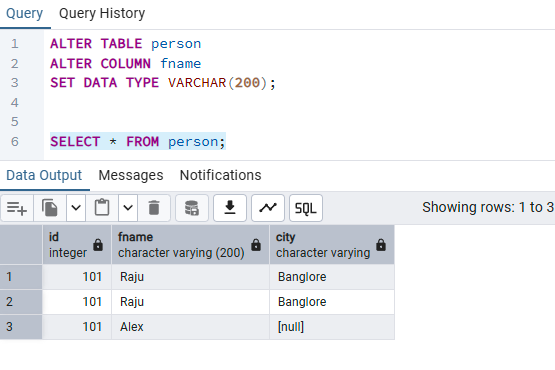 Query Query History
1 ALTER TABLE person
2 ALTER COLUMN fname
3 SET DATA TYPE VARCHAR(200);
4
5
6 SELECT * FROM person;
Data Output Messages Notifications
SQL Showing rows: 1 to 3
id fname city
integer character varying (200) character varying
1 101 Raju Banglore
2 101 Raju Banglore
3 101 Alex [null]